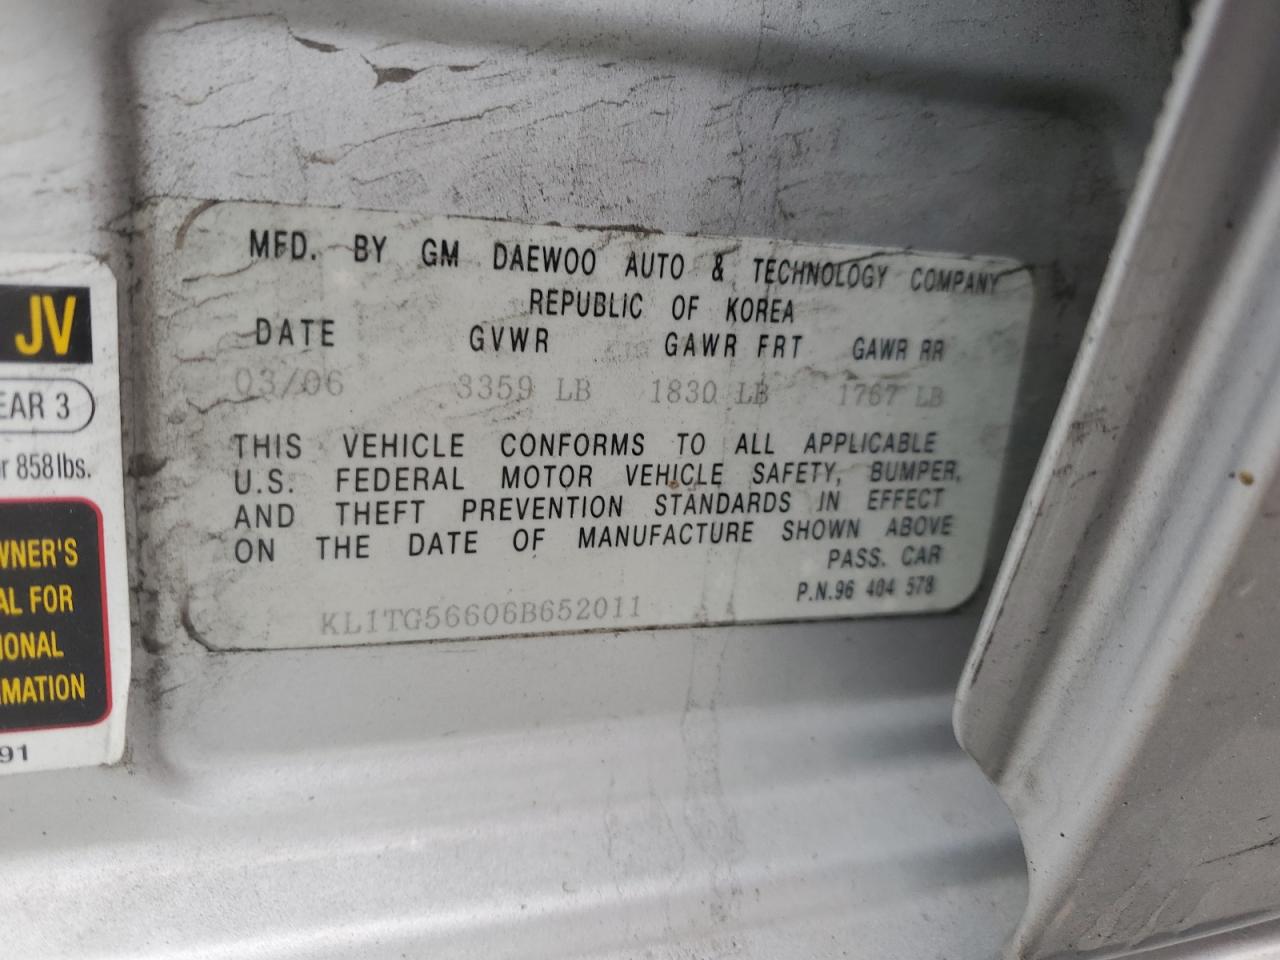 MFD. BY GM DAEWOO AUTO & TECHNOLOGY COMPANY
REPUBLIC OF KOREA
DATE GVWR GAWR FRT GAWR RR
03/06 3359 LB 1830 LB 1767 LB
THIS VEHICLE CONFORMS TO ALL APPLICABLE
U.S. FEDERAL MOTOR VEHICLE SAFETY, BUMPER,
AND THEFT PREVENTION STANDARDS IN EFFECT
ON THE DATE OF MANUFACTURE SHOWN ABOVE
PASS. CAR
P.N.96 404 578
KL1TG56606B652011
JV
EAR 3
r 858lbs.
WNER'S
AL FOR
IONAL
MATION
91